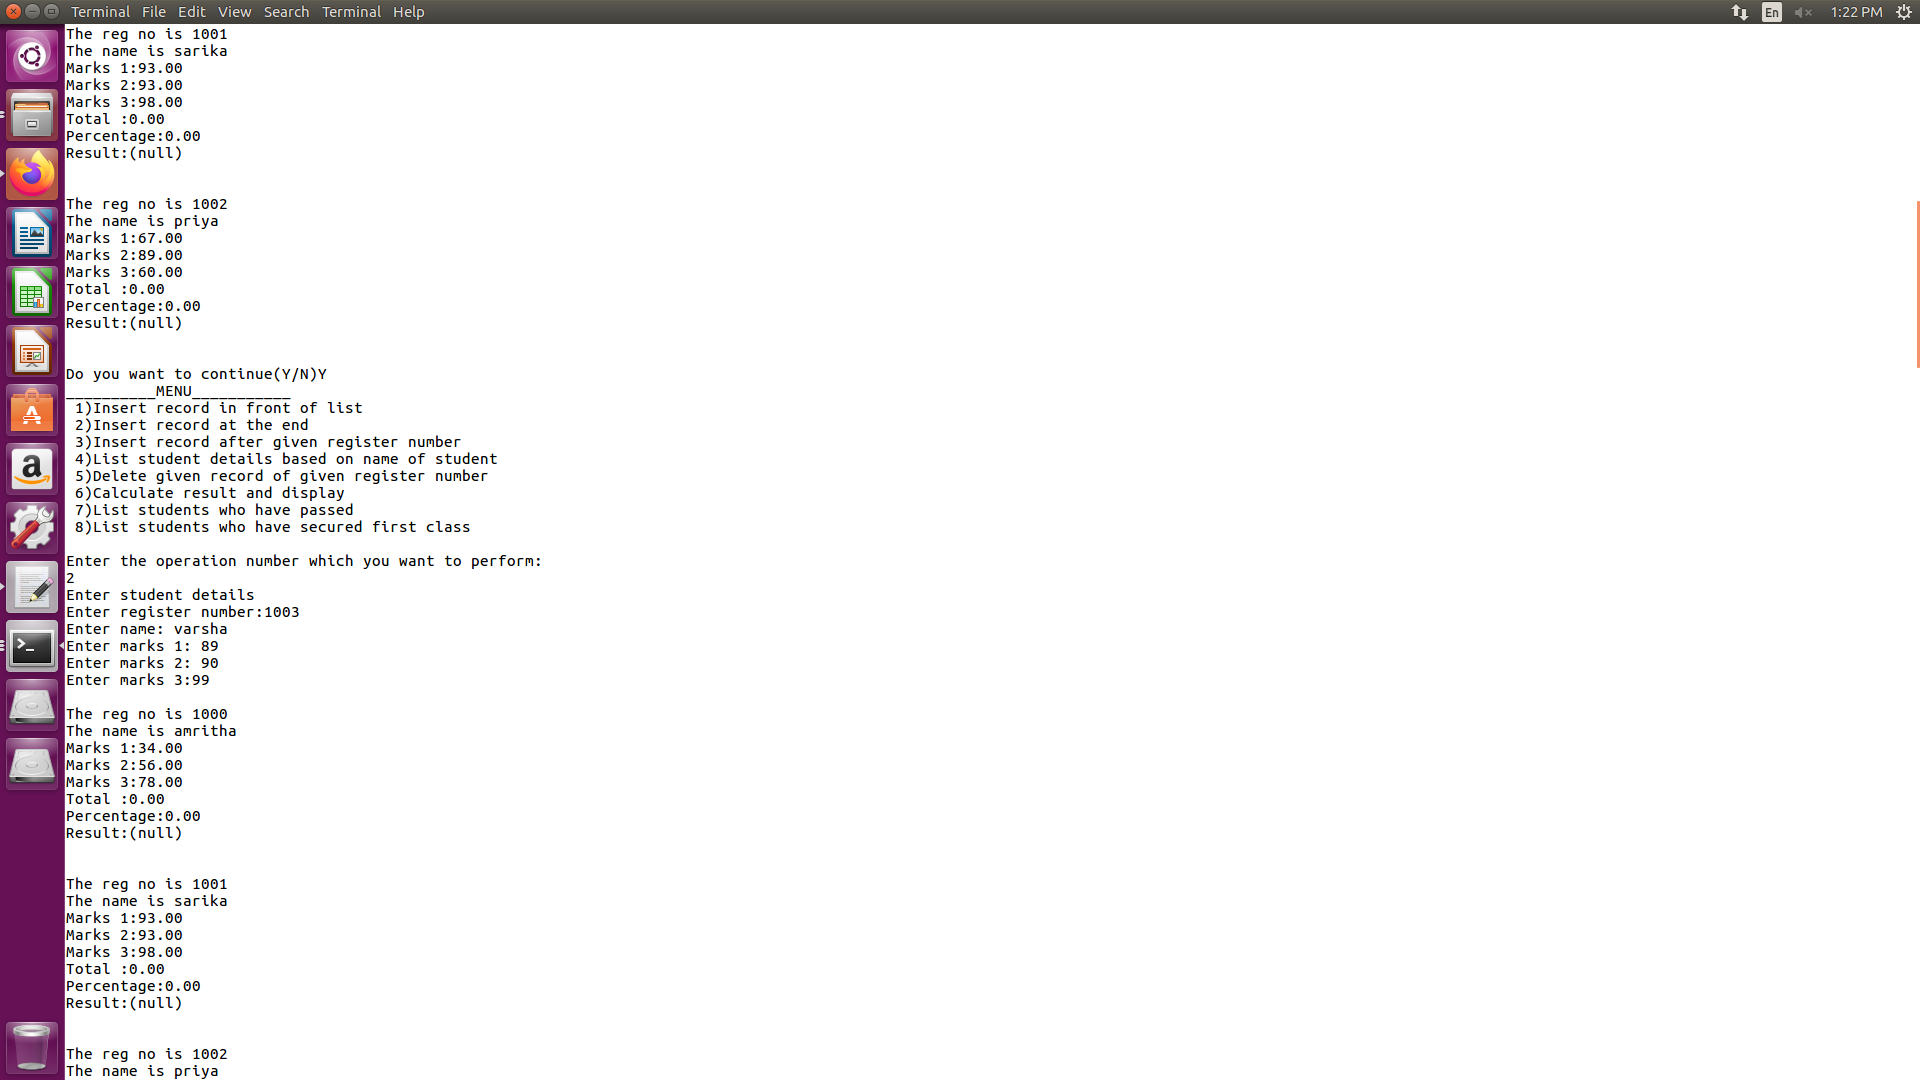 Terminal File Edit View Search Terminal Help
En 1:22 PM
The reg no is 1001
The name is sarika
Marks 1:93.00
Marks 2:93.00
Marks 3:98.00
Total :0.00
Percentage:0.00
Result:(null)
The reg no is 1002
The name is priya
Marks 1:67.00
Marks 2:89.00
Marks 3:60.00
Total :0.00
Percentage:0.00
Result:(null)
Do you want to continue(Y/N)Y
__________MENU___________
1)Insert record in front of list
2)Insert record at the end
3)Insert record after given register number
4)List student details based on name of student
5)Delete given record of given register number
6)Calculate result and display
7)List students who have passed
8)List students who have secured first class
Enter the operation number which you want to perform:
2
Enter student details
Enter register number:1003
Enter name: varsha
Enter marks 1: 89
Enter marks 2: 90
Enter marks 3:99
The reg no is 1000
The name is amritha
Marks 1:34.00
Marks 2:56.00
Marks 3:78.00
Total :0.00
Percentage:0.00
Result:(null)
The reg no is 1001
The name is sarika
Marks 1:93.00
Marks 2:93.00
Marks 3:98.00
Total :0.00
Percentage:0.00
Result:(null)
The reg no is 1002
The name is priya